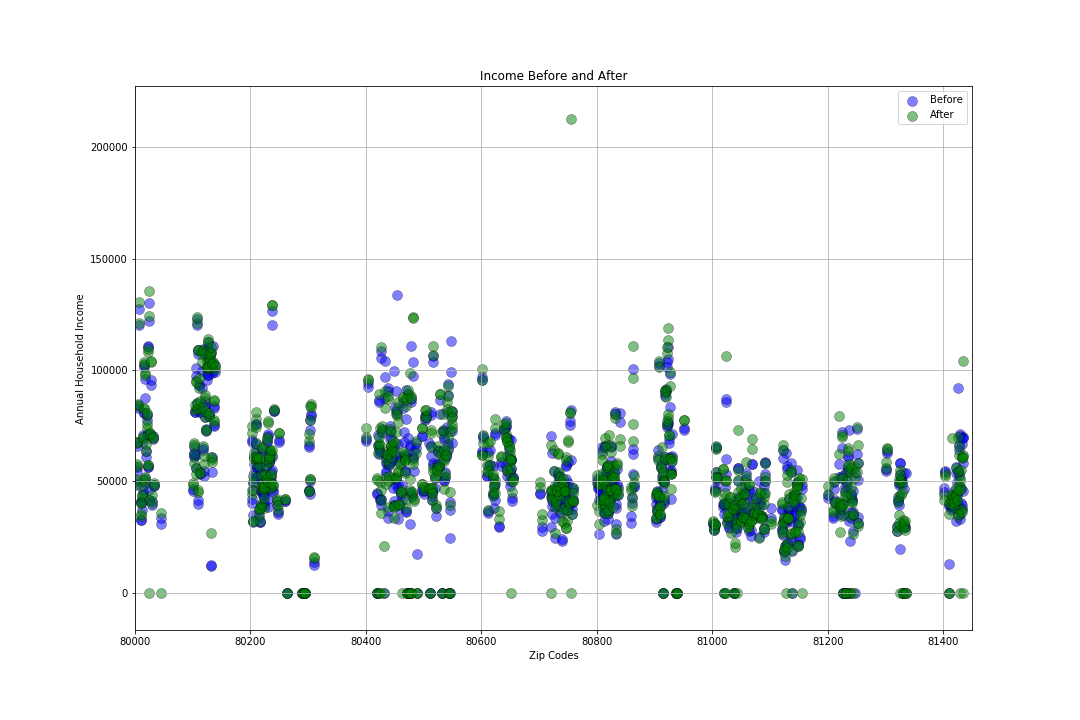 Income Before and After
Before
After
200000
150000
100000
50000
0
Annual Household Income
80000 80200 80400 80600 80800 81000 81200 81400
Zip Codes